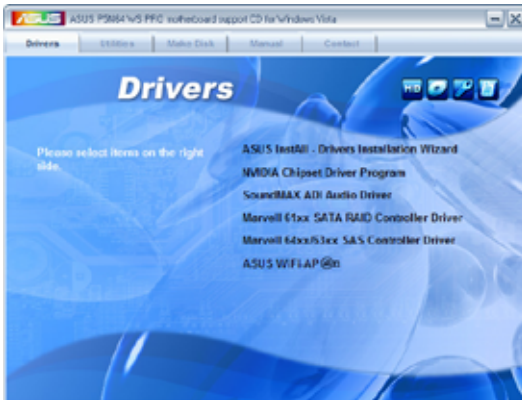 ASUS ASUS P5N64 WS PRO motherboard support CD for Windows Vista
Drivers Utilities Make Disk Manual Contact
Drivers
HD
Please select items on the right
side.
ASUS InstAll - Drivers Installation Wizard
NVIDIA Chipset Driver Program
SoundMAX ADI Audio Driver
Marvell 61xx SATA RAID Controller Driver
Marvell 64xx/63xx SAS Controller Driver
ASUS WiFi-AP @n